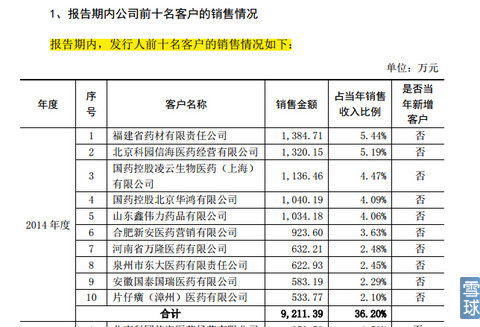 1、报告期内公司前十名客户的销售情况
报告期内，发行人前十名客户的销售情况如下：
单位：万元
年度 序号 客户名称 销售金额 占当年销售收入比例 是否当年新增客户
2014 年度
1 福建省药材有限责任公司 1,384.71 5.44% 否
2 北京科园信海医药经营有限公司 1,320.15 5.19% 否
3 国药控股凌云生物医药（上海）有限公司 1,136.46 4.47% 否
4 国药控股北京华鸿有限公司 1,040.19 4.09% 否
5 山东鑫伟力药品有限公司 1,034.18 4.06% 否
6 合肥新安医药营销有限公司 923.60 3.63% 否
7 河南省万隆医药有限公司 632.21 2.48% 否
8 泉州市东大医药有限责任公司 622.93 2.45% 否
9 安徽国泰国瑞医药有限公司 583.19 2.29% 否
10 片仔癀（漳州）医药有限公司 533.77 2.10% 否
合计 9,211.39 36.20%
雪球